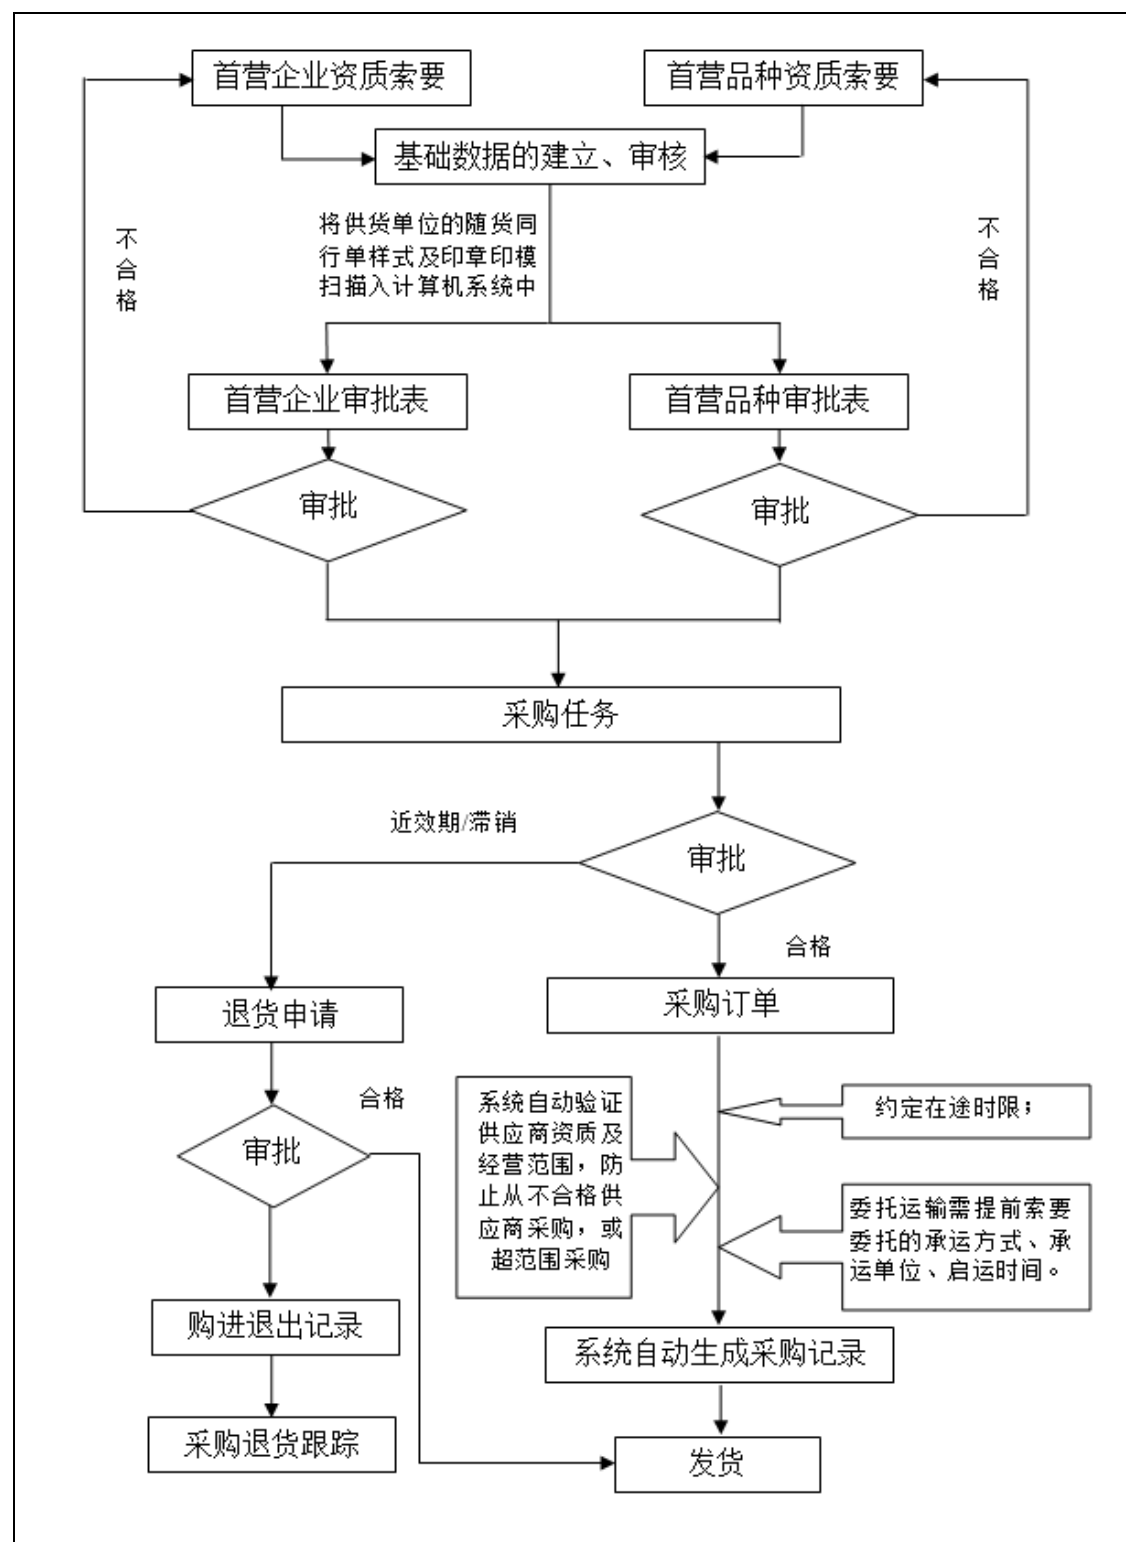 首营企业资质索要
首营品种资质索要
基础数据的建立、审核
不合格
将供货单位的随货同
行单样式及印章印模
扫描入计算机系统中
不合格
首营企业审批表
首营品种审批表
审批
审批
采购任务
近效期/滞销
审批
合格
退货申请
采购订单
合格
审批
系统自动验证
供应商资质及
经营范围，防
止从不合格供
应商采购，或
超范围采购
约定在途时限；
委托运输需提前索要
委托的承运方式、承
运单位、启运时间。
购进退出记录
系统自动生成采购记录
采购退货跟踪
发货